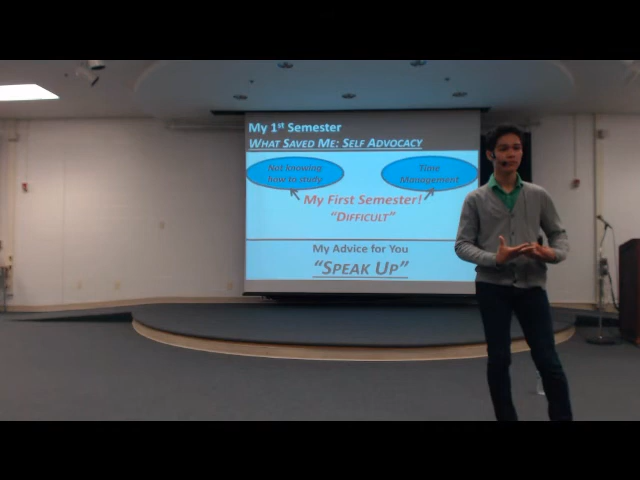 My 1st Semester
What Saved Me: Self Advocacy
Not knowing
how to study
Time
Management
My First Semester!
"Difficult"
My Advice for You
"Speak Up"